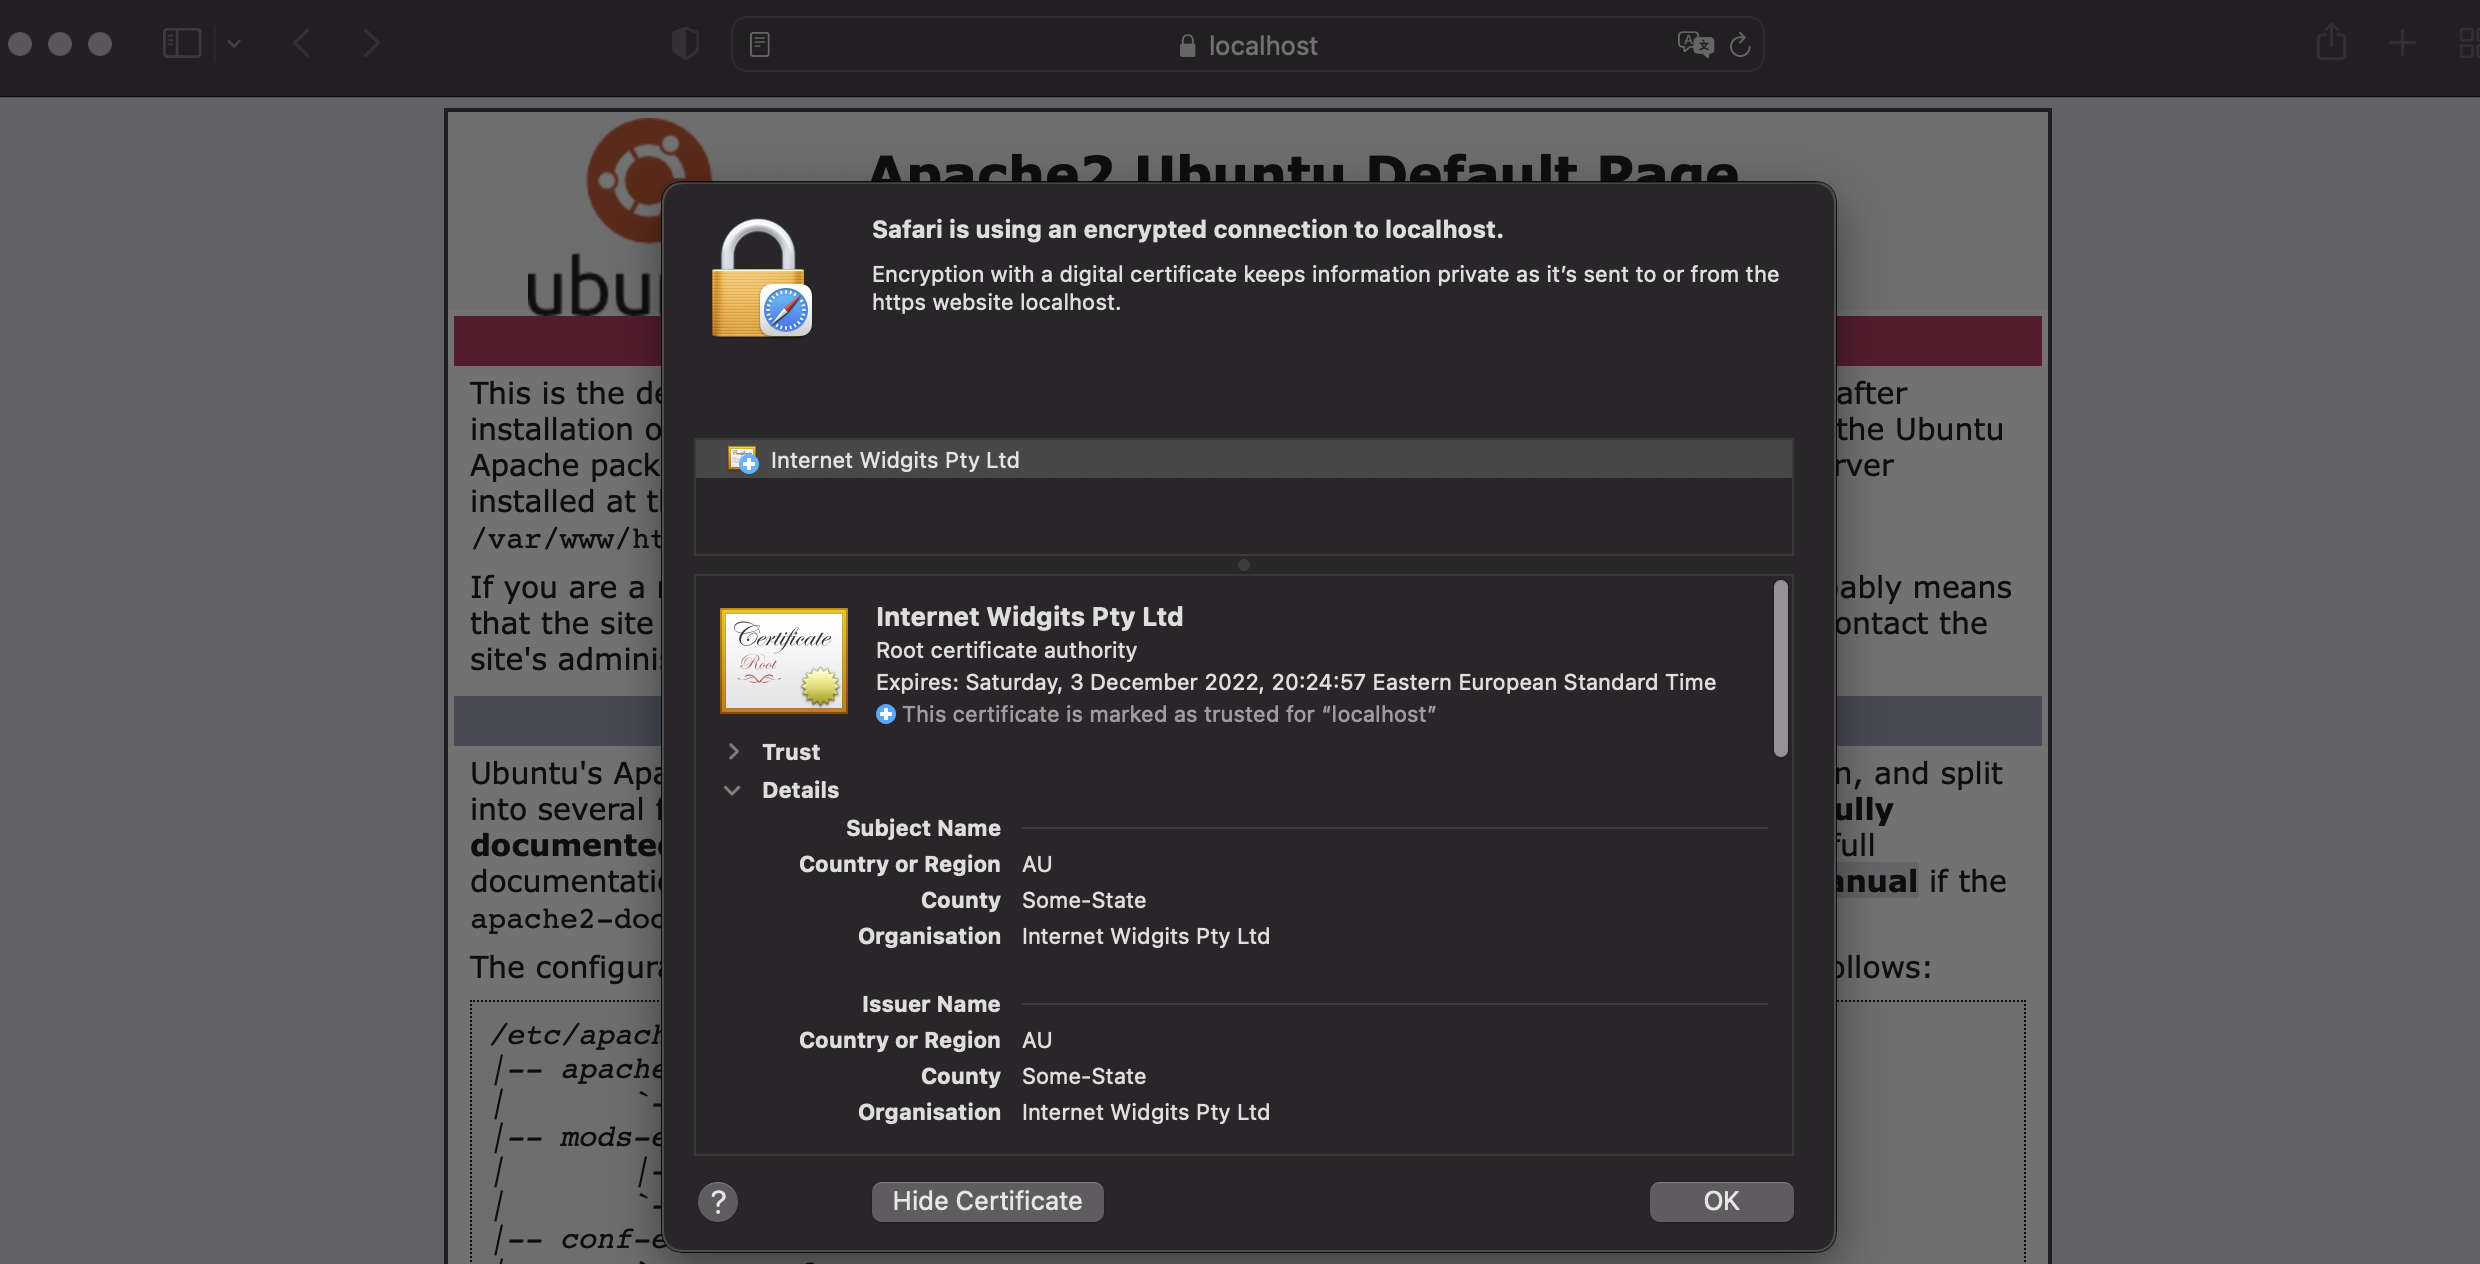 localhost
Apache2 Ubuntu Default Page
ubu
Safari is using an encrypted connection to localhost.
Encryption with a digital certificate keeps information private as it’s sent to or from the
https website localhost.
This is the de
after
installation o
the Ubuntu
Apache pack
rver
installed at th
/var/www/ht
Internet Widgits Pty Ltd
If you are a
ably means
that the site
ontact the
site's adminis
Certificate
Root
Internet Widgits Pty Ltd
Root certificate authority
Expires: Saturday, 3 December 2022, 20:24:57 Eastern European Standard Time
This certificate is marked as trusted for “localhost”
Trust
Details
Ubuntu's Apa
n, and split
into several f
ully
documented
full
documentatio
anual if the
apache2-doc
The configura
ollows:
Subject Name
Country or Region AU
County Some-State
Organisation Internet Widgits Pty Ltd
Issuer Name
Country or Region AU
County Some-State
Organisation Internet Widgits Pty Ltd
/etc/apach
|-- apache
|       `-
|-- mods-e
|       |-
|       `-
|-- conf-e
?
Hide Certificate
OK